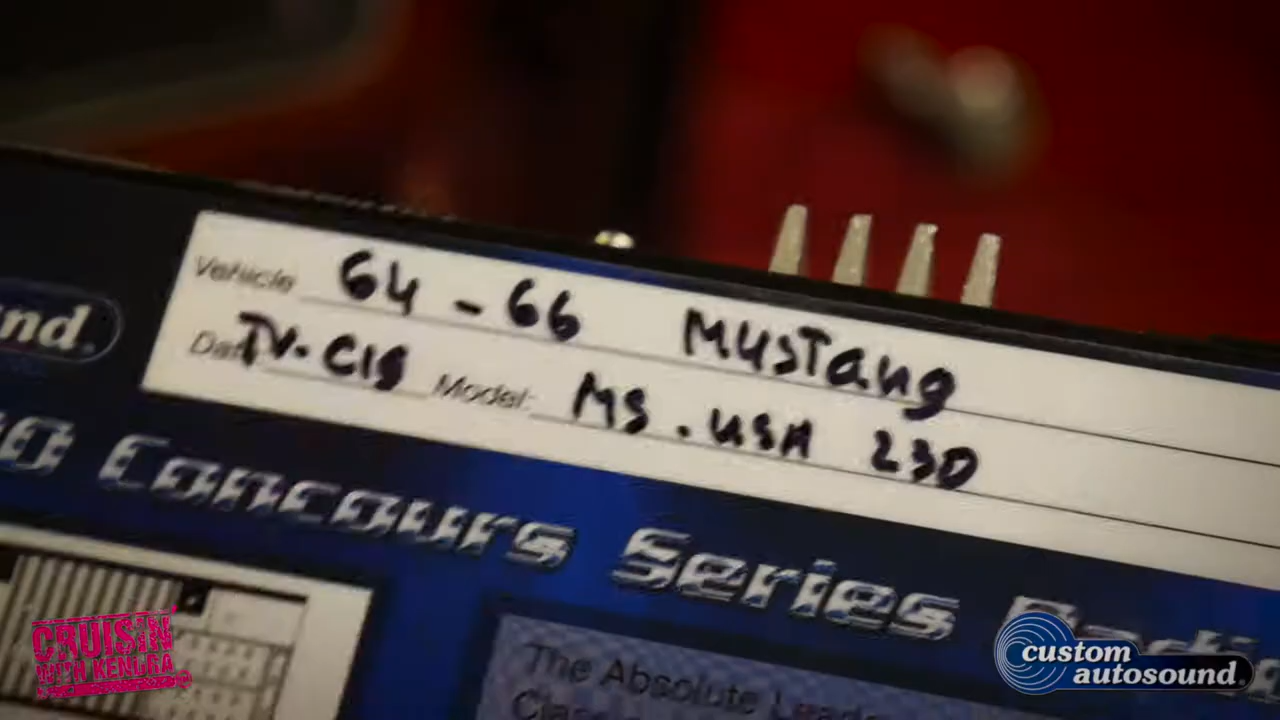 Vehicle 64 - 66 Mustang
Date TV. CIS Model: MS. USA 230
Concours Series
The Absolute
CRUISIN
WITH KENDRA
custom
autosound